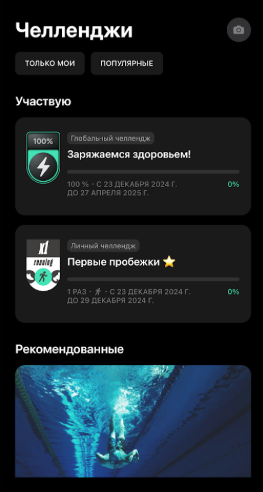 Челленджи
ТОЛЬКО МОИ
ПОПУЛЯРНЫЕ
Участвую
100%
Глобальный челлендж
Заряжаемся здоровьем!
100 % · С 23 ДЕКАБРЯ 2024 Г.
ДО 27 АПРЕЛЯ 2025 Г.
0%
x1
running
Личный челлендж
Первые пробежки ⭐
1 РАЗ · С 23 ДЕКАБРЯ 2024 Г.
ДО 29 ДЕКАБРЯ 2024 Г.
0%
Рекомендованные